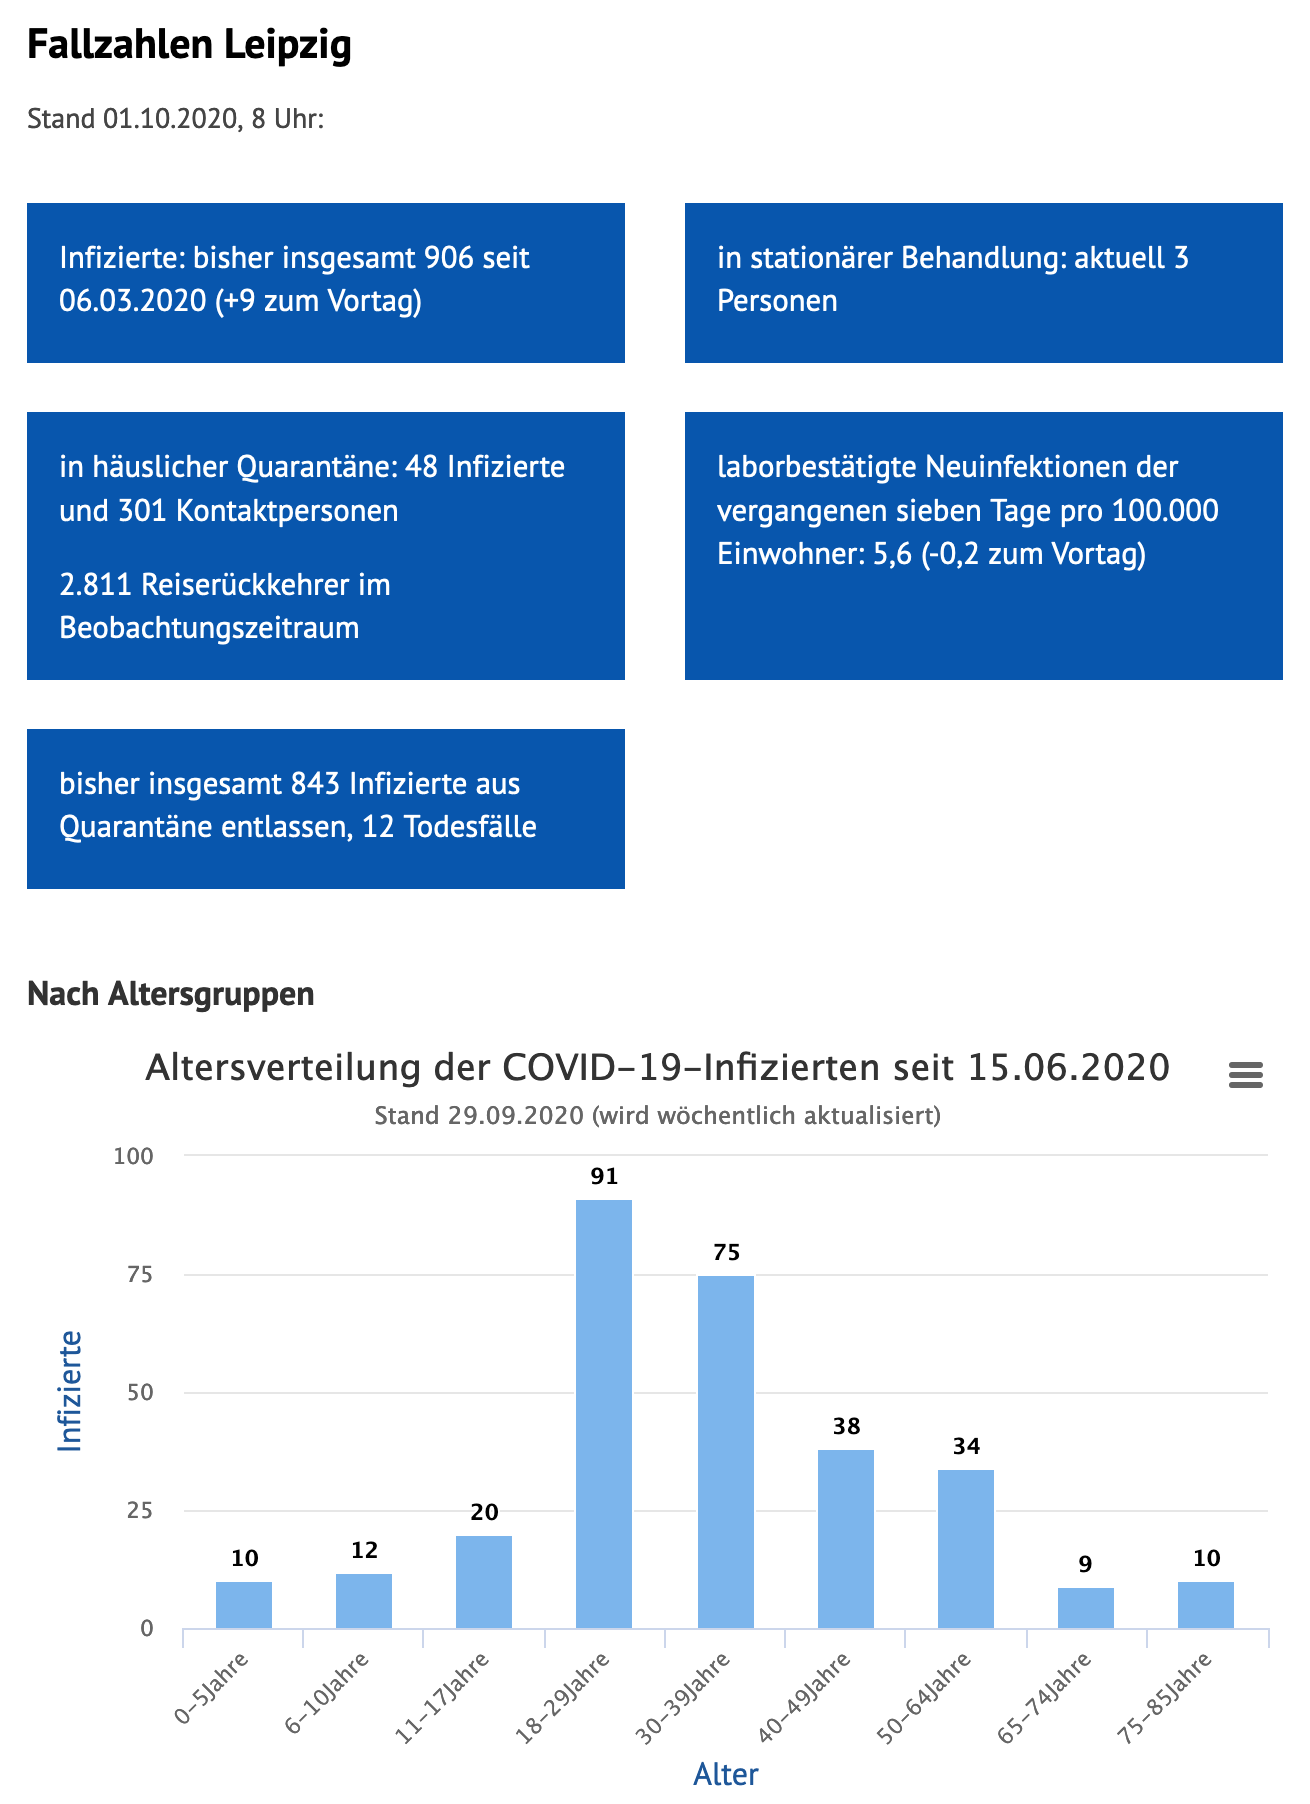 Fallzahlen Leipzig
Stand 01.10.2020, 8 Uhr:
Infizierte: bisher insgesamt 906 seit
06.03.2020 (+9 zum Vortag)
in stationärer Behandlung: aktuell 3
Personen
in häuslicher Quarantäne: 48 Infizierte
und 301 Kontaktpersonen
2.811 Reiserückkehrer im
Beobachtungszeitraum
laborbestätigte Neuinfektionen der
vergangenen sieben Tage pro 100.000
Einwohner: 5,6 (-0,2 zum Vortag)
bisher insgesamt 843 Infizierte aus
Quarantäne entlassen, 12 Todesfälle
Nach Altersgruppen
Altersverteilung der COVID-19-Infizierten seit 15.06.2020
Stand 29.09.2020 (wird wöchentlich aktualisiert)
Infizierte
100
75
50
25
0
10
12
20
91
75
38
34
9
10
0-5Jahre
6-10Jahre
11-17Jahre
18-29Jahre
30-39Jahre
40-49Jahre
50-64Jahre
65-74Jahre
75-85Jahre
Alter